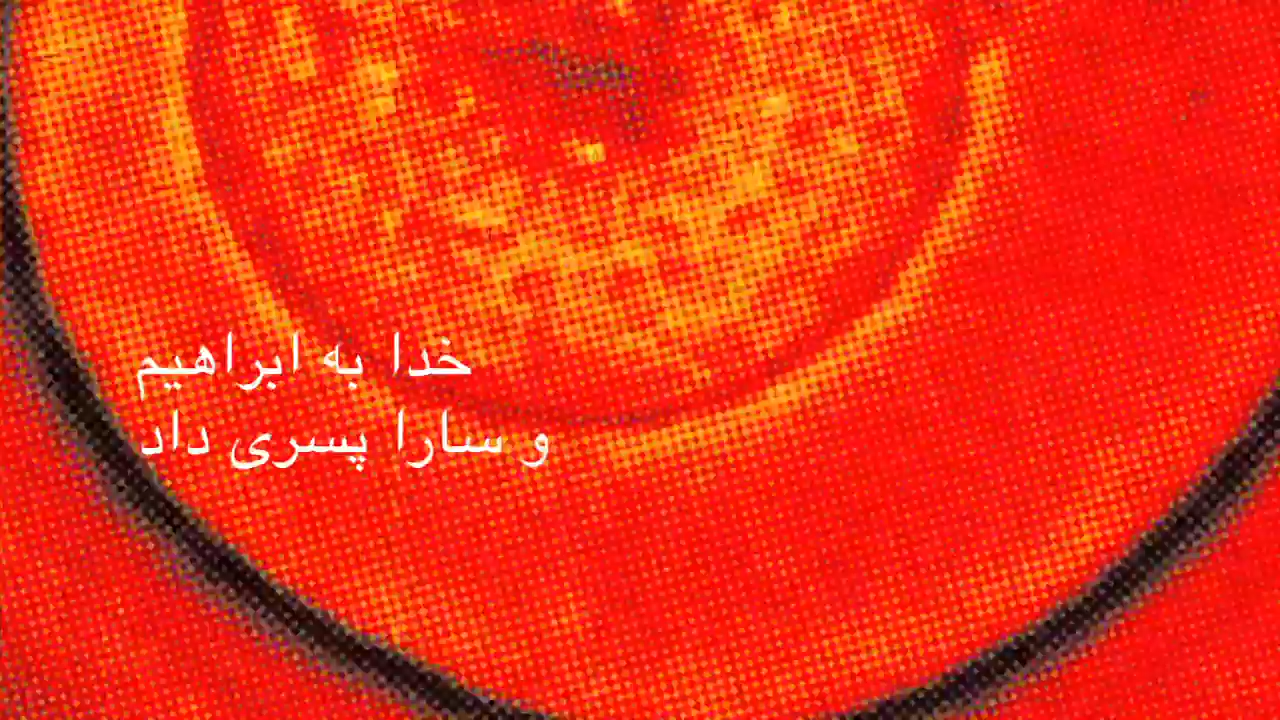 خدا به ابراهیم
و سارا پسری داد